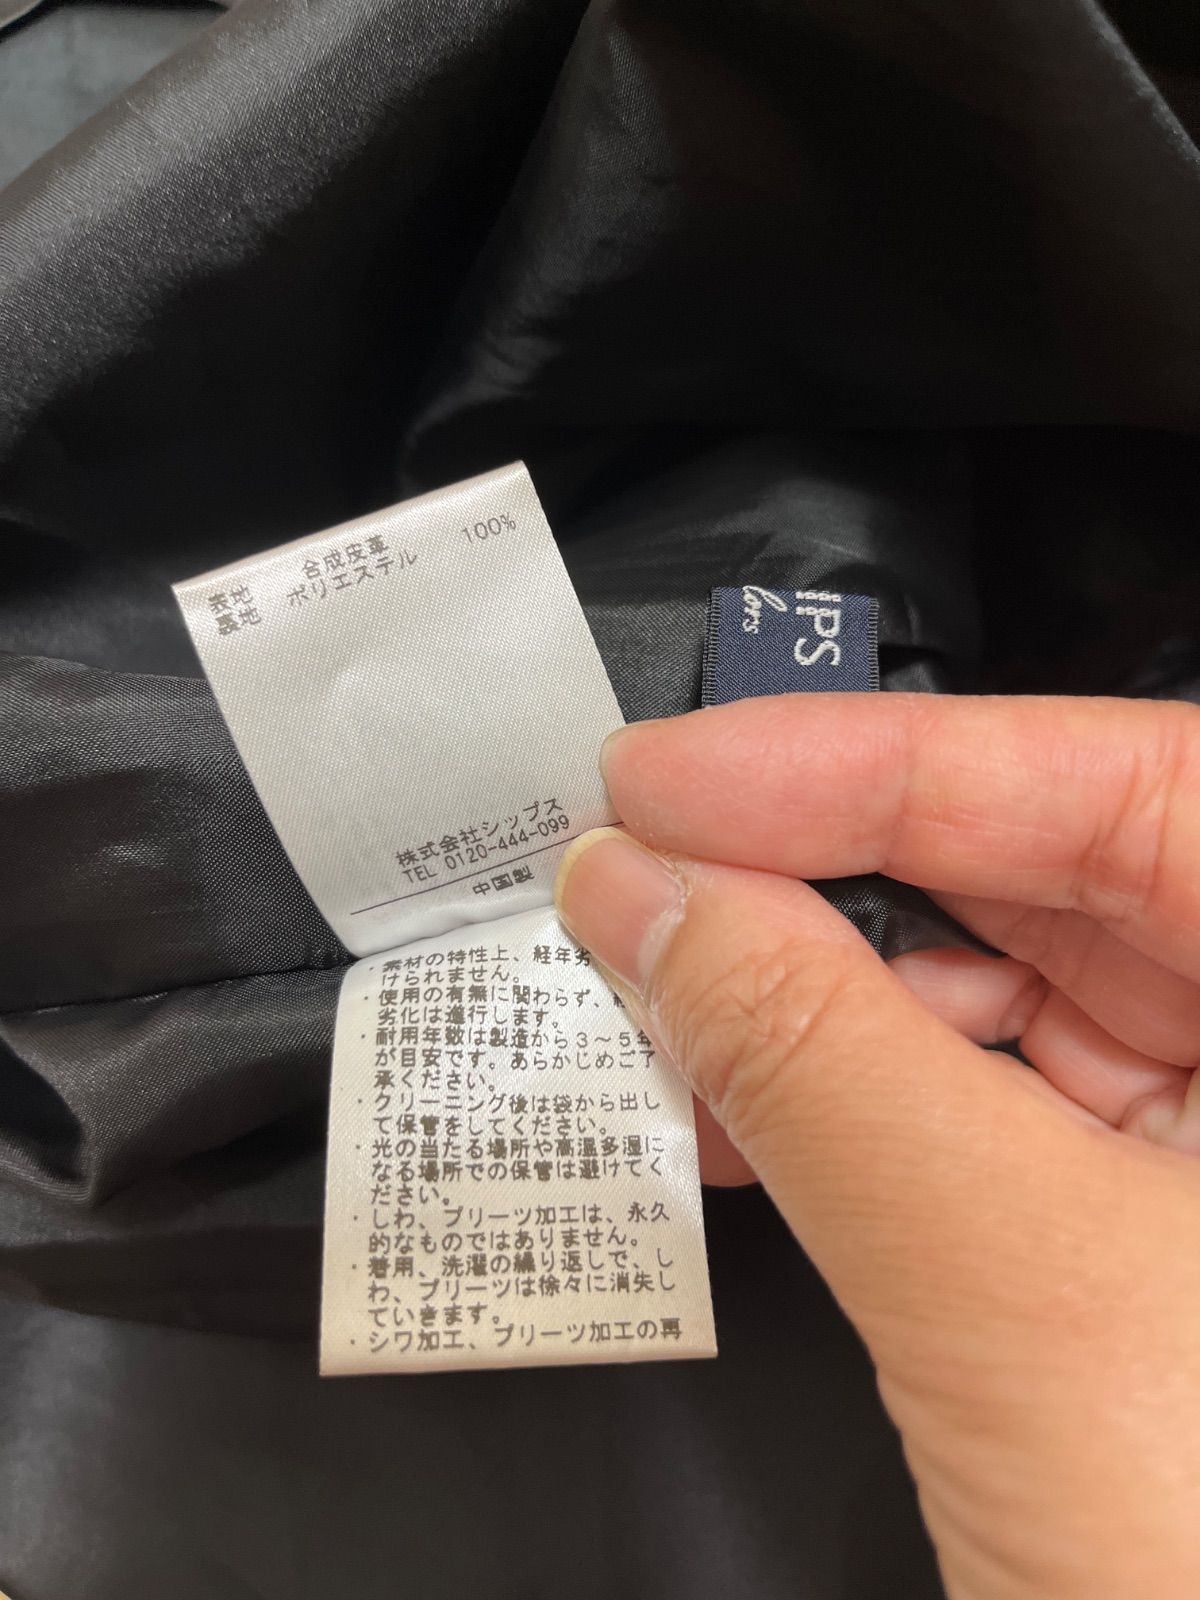 表地 合成皮革
裏地 ポリエステル 100%
株式会社シップス
TEL 0120-444-099
中国製
・素材の特性上、経年劣
けられません。
・使用の有無に関わらず、
劣化は進行します。
・耐用年数は製造から3〜5年
が目安です。あらかじめご了
承ください。
・クリーニング後は袋から出し
て保管をしてください。
・光の当たる場所や高温多湿に
なる場所での保管は避けてく
ださい。
・しわ、プリーツ加工は、永久
的なものではありません。
・着用、洗濯の繰り返しで、し
わ、プリーツは徐々に消失し
ていきます。
・シワ加工、プリーツ加工の再
IPS
lors